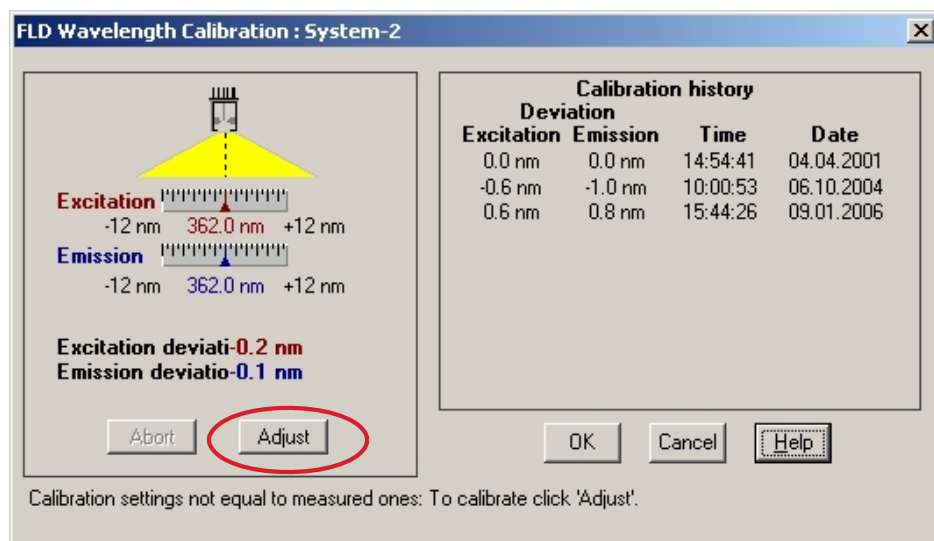 FLD Wavelength Calibration : System-2
Excitation
-12 nm 362.0 nm +12 nm
Emission
-12 nm 362.0 nm +12 nm
Excitation deviati-0.2 nm
Emission deviatio-0.1 nm
Abort Adjust
Calibration history
Deviation
Excitation Emission Time Date
0.0 nm 0.0 nm 14:54:41 04.04.2001
-0.6 nm -1.0 nm 10:00:53 06.10.2004
0.6 nm 0.8 nm 15:44:26 09.01.2006
OK Cancel Help
Calibration settings not equal to measured ones: To calibrate click 'Adjust'.